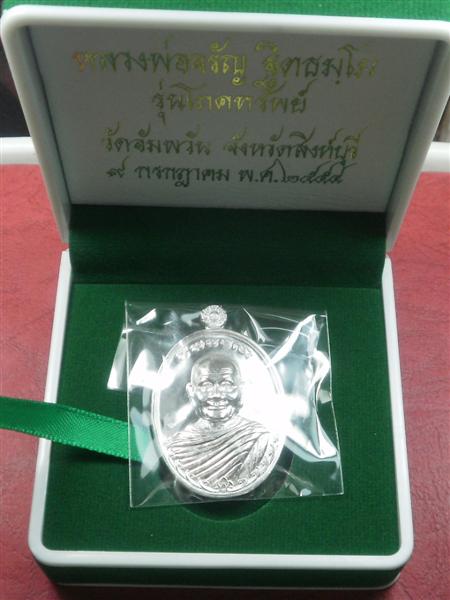 หลวงพ่อจรัญ ฐิตธมฺโม
รุ่นโภคทรัพย์
วัดอัมพวัน จังหวัดสิงห์บุรี
๙ กรกฎาคม พ.ศ.๒๕๕๔